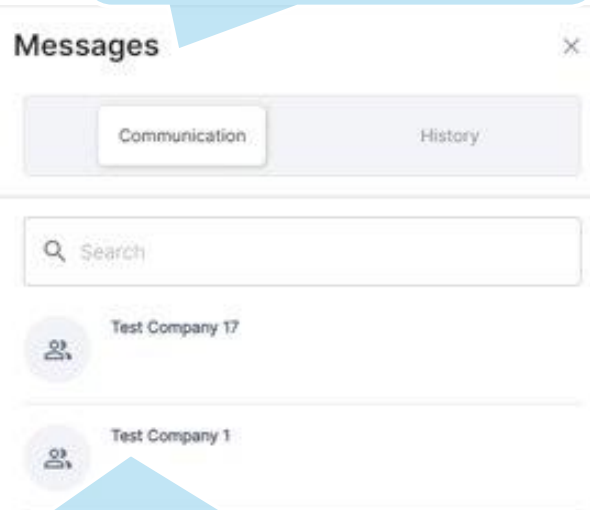 Messages
Communication
History
Search
Test Company 17
Test Company 1